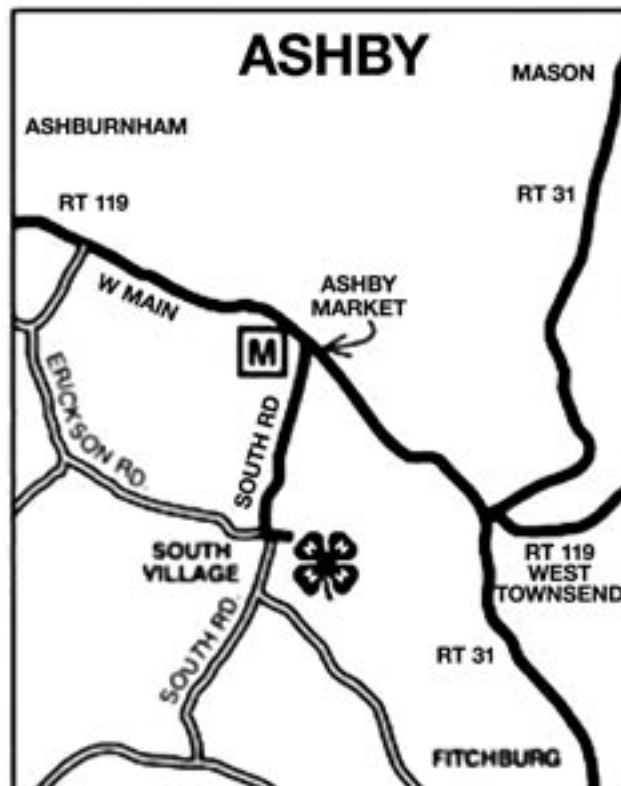 ASHBY
MASON
ASHBURNHAM
RT 119
RT 31
W MAIN
ASHBY
MARKET
M
ERICKSON RD.
SOUTH RD
SOUTH
VILLAGE
RT 119
WEST
TOWNSEND
SOUTH RD.
RT 31
FITCHBURG